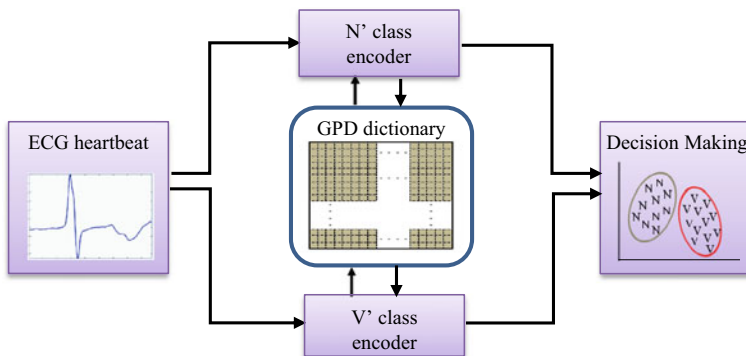 N’ class
encoder
ECG heartbeat
GPD dictionary
Decision Making
N N N N N N N N N N
V V V V V V V V V V V
V’ class
encoder